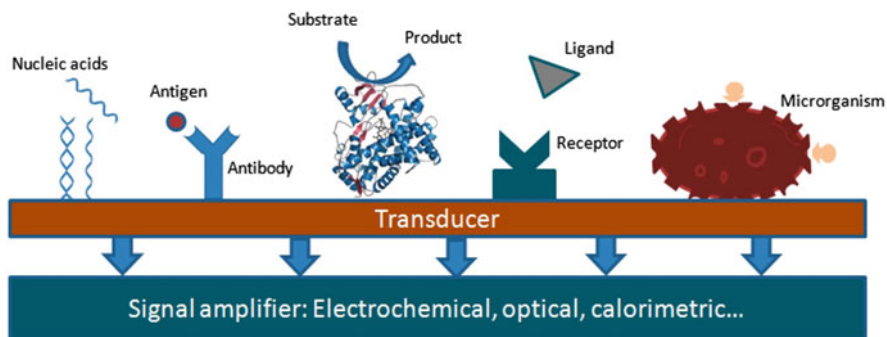 Substrate
Product
Ligand
Nucleic acids
Antigen
Microrganism
Receptor
Antibody
Transducer
Signal amplifier: Electrochemical, optical, calorimetric...